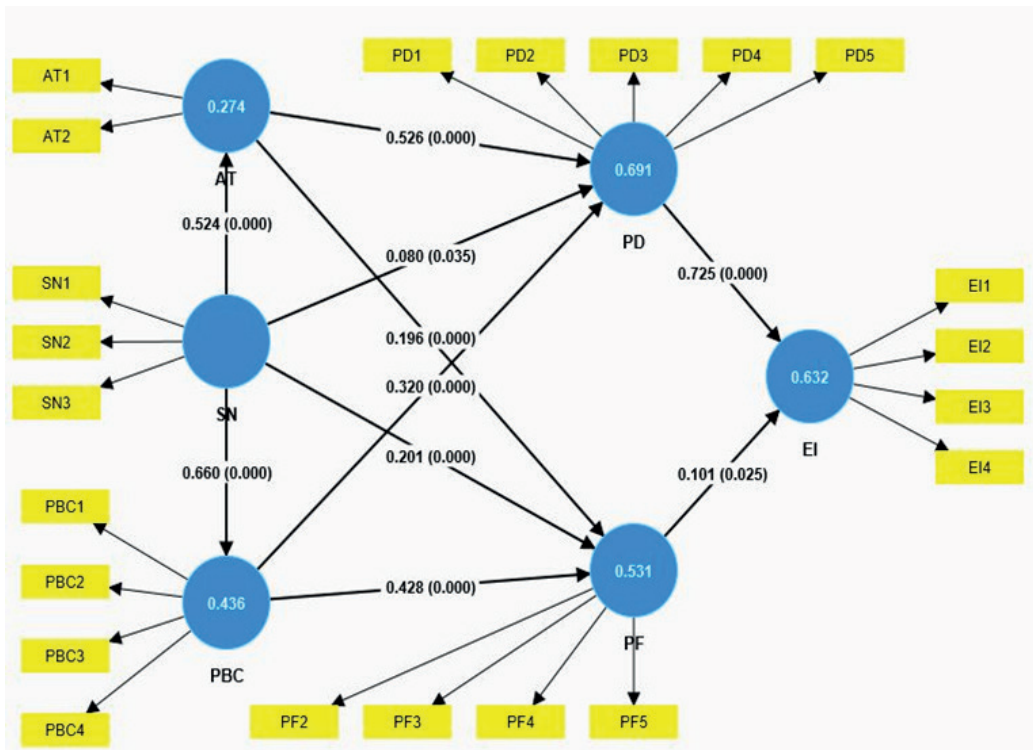 PD1
PD2
PD3
PD4
PD5
AT1
AT2
0.274
AT
0.526 (0.000)
0.691
PD
0.524 (0.000)
0.080 (0.035)
0.725 (0.000)
SN1
SN2
SN3
SN
0.196 (0.000)
0.320 (0.000)
0.632
EI
EI1
EI2
EI3
EI4
0.660 (0.000)
0.201 (0.000)
0.101 (0.025)
PBC1
PBC2
PBC3
PBC4
0.436
PBC
0.428 (0.000)
0.531
PF
PF2
PF3
PF4
PF5